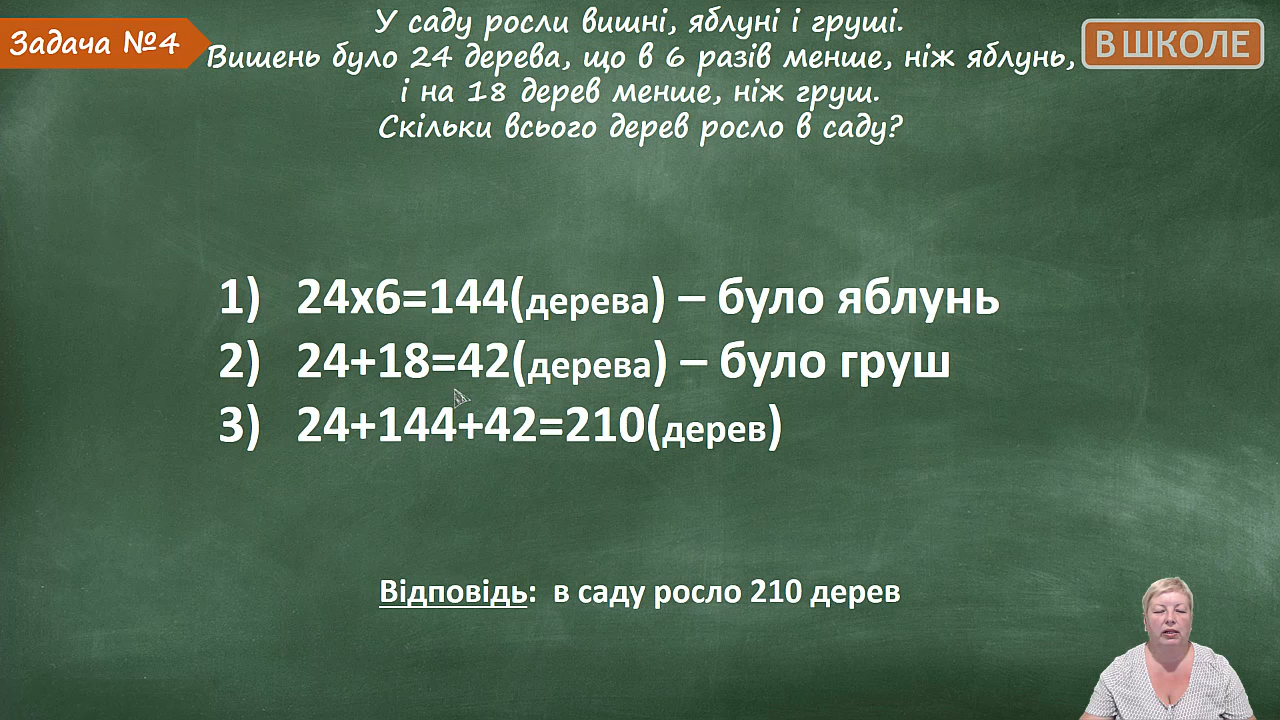 Задача №4
У саду росли вишні, яблуні і груші.
Вишень було 24 дерева, що в 6 разів менше, ніж яблунь,
і на 18 дерев менше, ніж груш.
Скільки всього дерев росло в саду?
В ШКОЛЕ
1) 24х6=144(дерева) – було яблунь
2) 24+18=42(дерева) – було груш
3) 24+144+42=210(дерев)
Відповідь: в саду росло 210 дерев